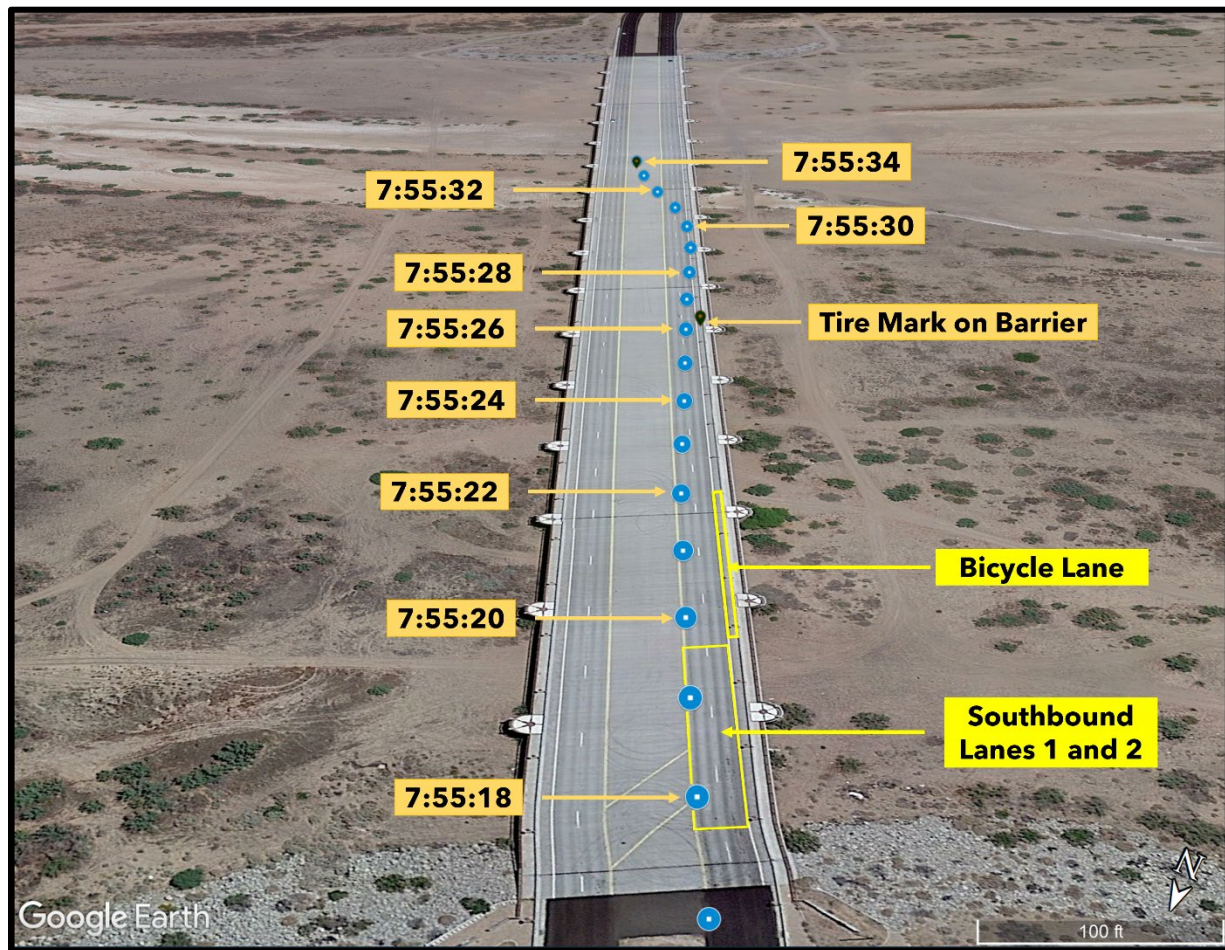 7:55:34
7:55:32
7:55:30
7:55:28
Tire Mark on Barrier
7:55:26
7:55:24
7:55:22
Bicycle Lane
7:55:20
Southbound
Lanes 1 and 2
7:55:18
N
Google Earth
100 ft